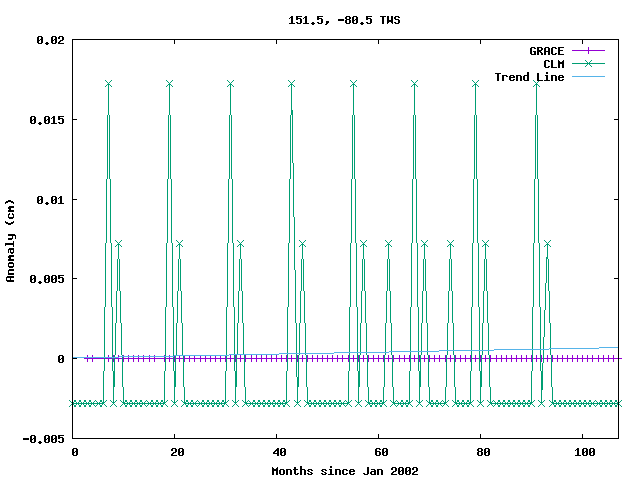 151.5, -80.5 TWS
GRACE
CLM
Trend Line
0.02
0.015
0.01
0.005
0
-0.005
Anomaly (cm)
0 20 40 60 80 100
Months since Jan 2002